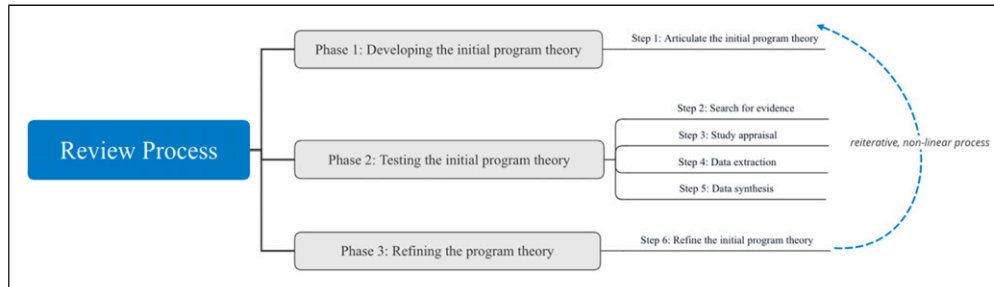 Review Process
Phase 1: Developing the initial program theory
Step 1: Articulate the initial program theory
Phase 2: Testing the initial program theory
Step 2: Search for evidence
Step 3: Study appraisal
Step 4: Data extraction
Step 5: Data synthesis
Phase 3: Refining the program theory
Step 6: Refine the initial program theory
reiterative, non-linear process